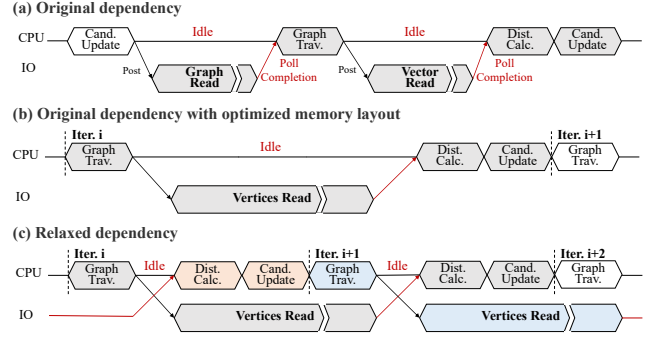 (a) Original dependency
CPU
Cand.
Update
Idle
Graph
Trav.
Idle
Dist.
Calc.
Cand.
Update
IO
Post
Graph
Read
Poll
Completion
Post
Vector
Read
Poll
Completion
(b) Original dependency with optimized memory layout
Iter. i
Iter. i+1
CPU
Graph
Trav.
Idle
Dist.
Calc.
Cand.
Update
Graph
Trav.
IO
Vertices Read
(c) Relaxed dependency
Iter. i
Iter. i+1
Iter. i+2
CPU
Graph
Trav.
Idle
Dist.
Calc.
Cand.
Update
Graph
Trav.
Idle
Dist.
Calc.
Cand.
Update
Graph
Trav.
IO
Vertices Read
Vertices Read